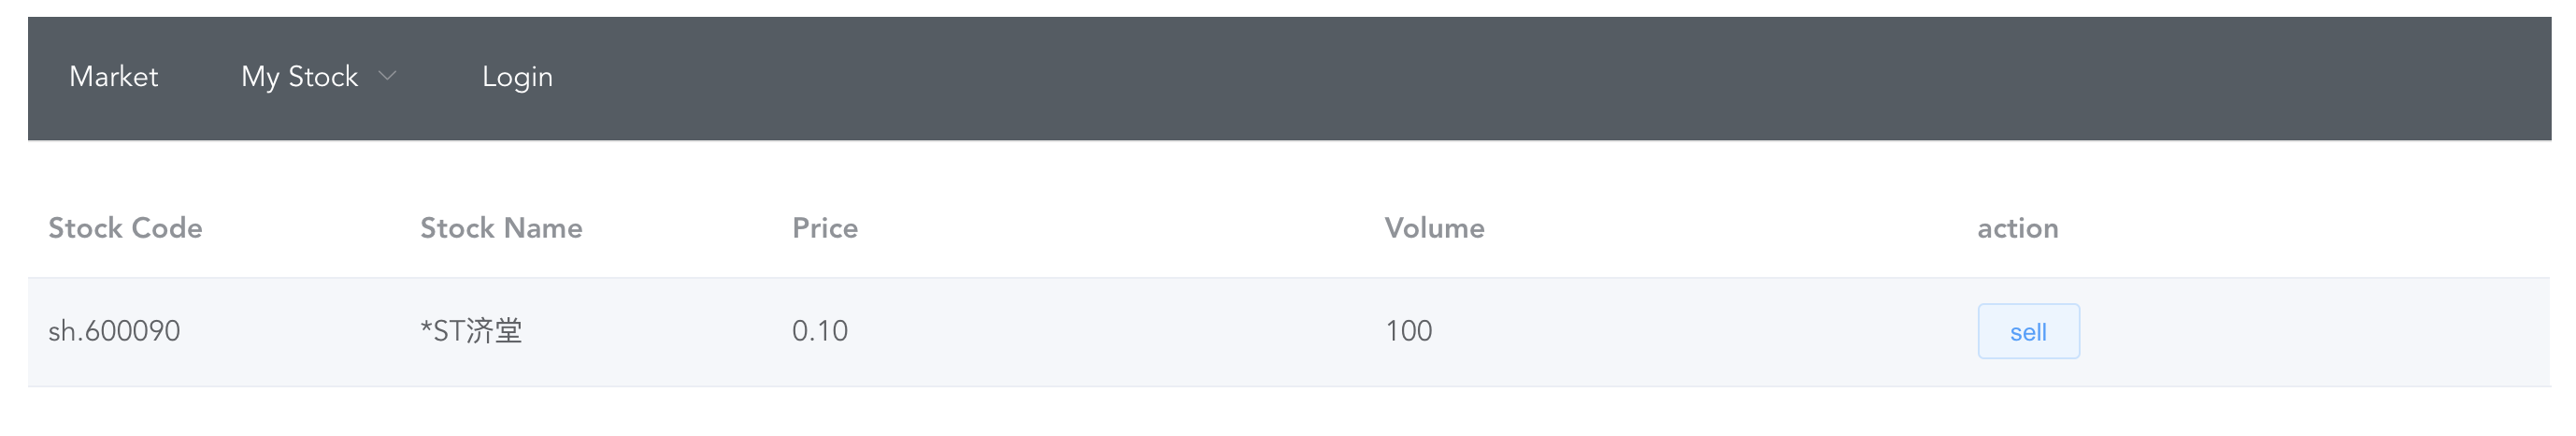 Market My Stock Login
Stock Code Stock Name Price Volume action
sh.600090 *ST济堂 0.10 100 sell